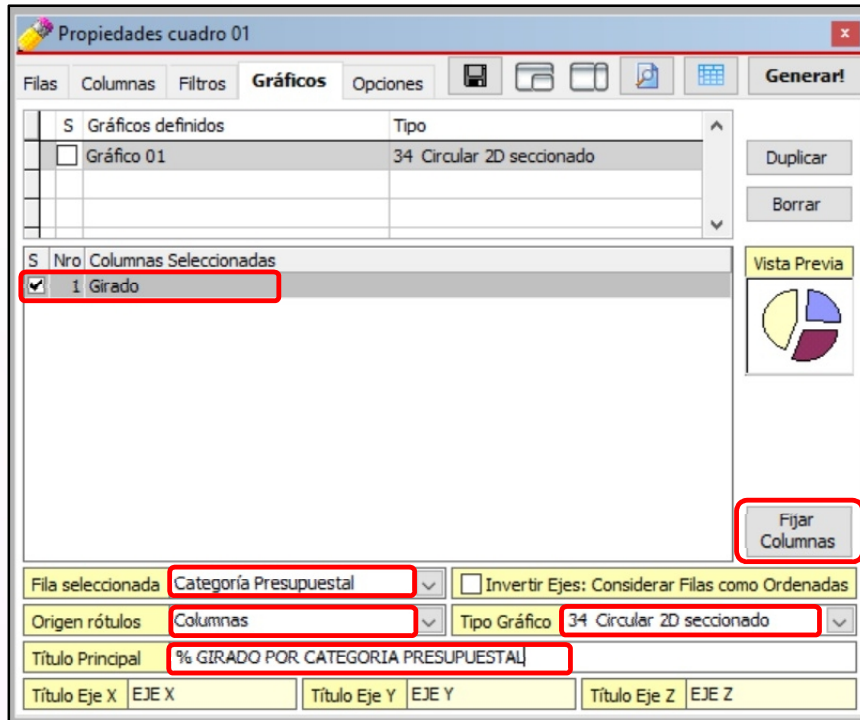 Propiedades cuadro 01
x
Filas Columnas Filtros Gráficos Opciones Generar!
S Gráficos definidos Tipo
Gráfico 01 34 Circular 2D seccionado
Duplicar
Borrar
S Nro Columnas Seleccionadas
1 Girado
Vista Previa
Fijar
Columnas
Fila seleccionada Categoría Presupuestal Invertir Ejes: Considerar Filas como Ordenadas
Origen rótulos Columnas Tipo Gráfico 34 Circular 2D seccionado
Título Principal % GIRADO POR CATEGORIA PRESUPUESTAL
Título Eje X EJE X Título Eje Y EJE Y Título Eje Z EJE Z